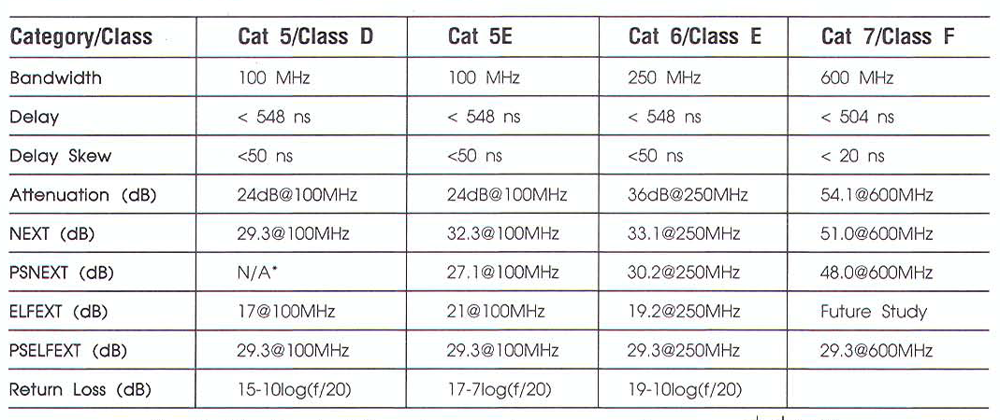 Category/Class Cat 5/Class D Cat 5E Cat 6/Class E Cat 7/Class F
Bandwidth 100 MHz 100 MHz 250 MHz 600 MHz
Delay < 548 ns < 548 ns < 548 ns < 504 ns
Delay Skew <50 ns <50 ns <50 ns < 20 ns
Attenuation (dB) 24dB@100MHz 24dB@100MHz 36dB@250MHz 54.1@600MHz
NEXT (dB) 29.3@100MHz 32.3@100MHz 33.1@250MHz 51.0@600MHz
PSNEXT (dB) N/A* 27.1@100MHz 30.2@250MHz 48.0@600MHz
ELFEXT (dB) 17@100MHz 21@100MHz 19.2@250MHz Future Study
PSELFEXT (dB) 29.3@100MHz 29.3@100MHz 29.3@250MHz 29.3@600MHz
Return Loss (dB) 15-10log(f/20) 17-7log(f/20) 19-10log(f/20)